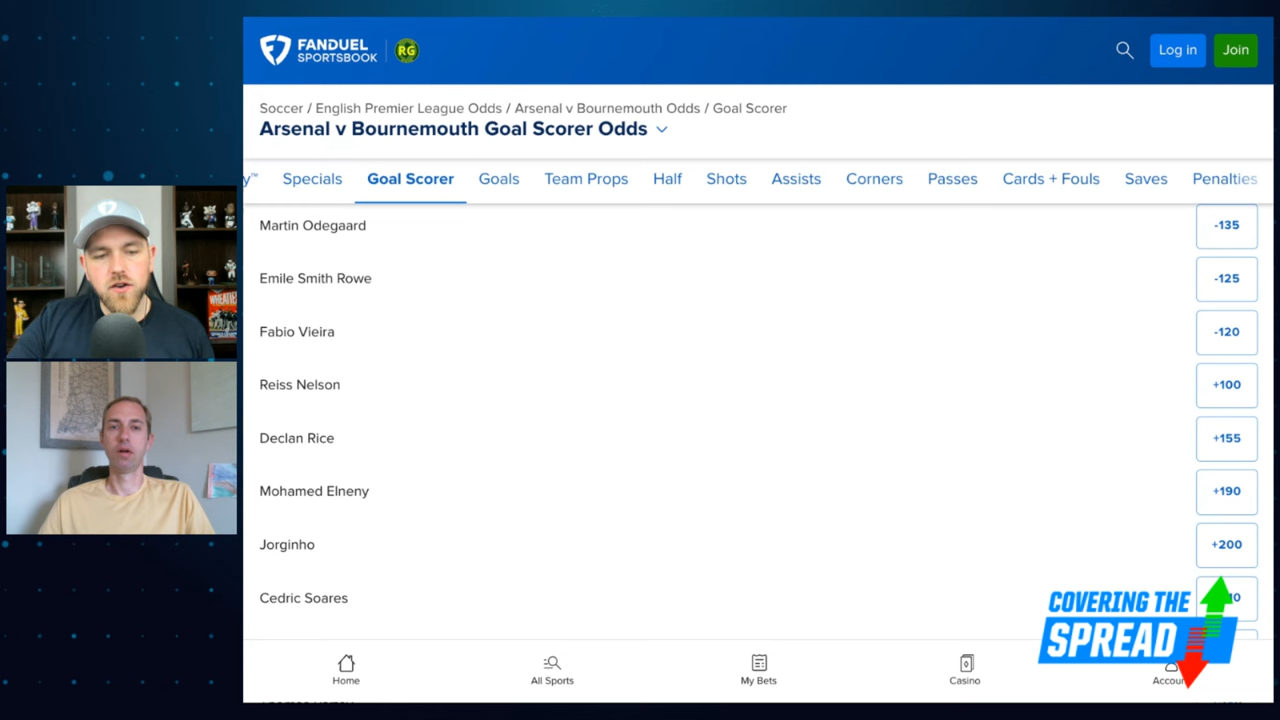 FANDUEL
SPORTSBOOK
RG
Log in
Join
Soccer / English Premier League Odds / Arsenal v Bournemouth Odds / Goal Scorer
Arsenal v Bournemouth Goal Scorer Odds
y™ Specials Goal Scorer Goals Team Props Half Shots Assists Corners Passes Cards + Fouls Saves Penalties
Martin Odegaard -135
Emile Smith Rowe -125
Fabio Vieira -120
Reiss Nelson +100
Declan Rice +155
Mohamed Elneny +190
Jorginho +200
Cedric Soares
COVERING THE
SPREAD
Home All Sports My Bets Casino Accoun
WHEATIES